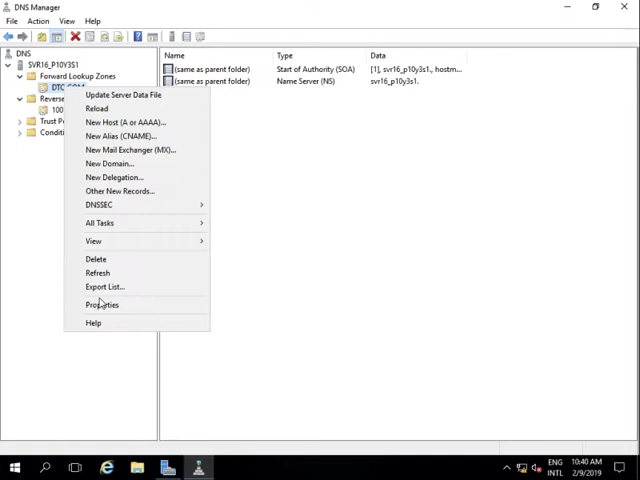 DNS Manager
File Action View Help
DNS
SVR16_P10Y3S1
Forward Lookup Zones
DTC.COM
Reverse
100
Trust Po
Conditi
Name Type Data
(same as parent folder) Start of Authority (SOA) [1], svr16_p10y3s1., hostm...
(same as parent folder) Name Server (NS) svr16_p10y3s1.
Update Server Data File
Reload
New Host (A or AAAA)...
New Alias (CNAME)...
New Mail Exchanger (MX)...
New Domain...
New Delegation...
Other New Records...
DNSSEC
All Tasks
View
Delete
Refresh
Export List...
Properties
Help
ENG
INTL
10:40 AM
2/9/2019